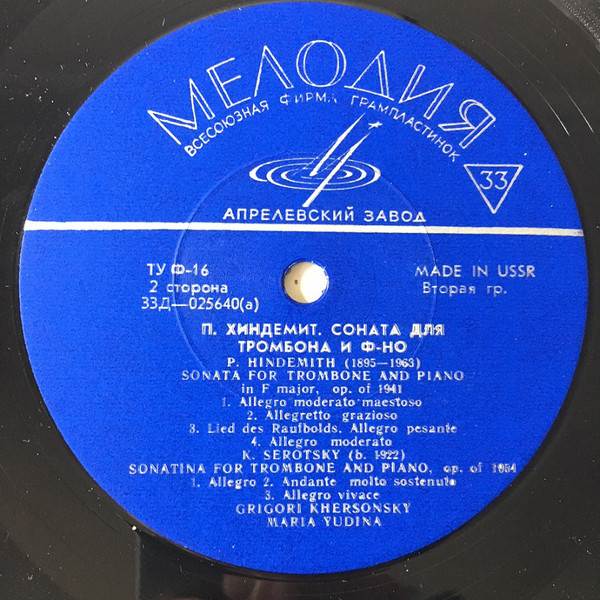 МЕЛОДИЯ
ВСЕСОЮЗНАЯ ФИРМА ГРАМПЛАСТИНОК
33
АПРЕЛЕВСКИЙ ЗАВОД
ТУ Ф-16
MADE IN USSR
2 сторона
Вторая гр.
33Д—025640(а)
П. ХИНДЕМИТ. СОНАТА ДЛЯ
ТРОМБОНА И Ф-НО
P. HINDEMITH (1895—1963)
SONATA FOR TROMBONE AND PIANO
in F major, op. of 1941
1. Allegro moderato maestoso
2. Allegretto grazioso
3. Lied des Raufbolds. Allegro pesante
4. Allegro moderato
K. SEROTSKY (b. 1922)
SONATINA FOR TROMBONE AND PIANO, op. of 1954
1. Allegro 2. Andante molto sostenuto
3. Allegro vivace
GRIGORI KHERSONSKY
MARIA YUDINA